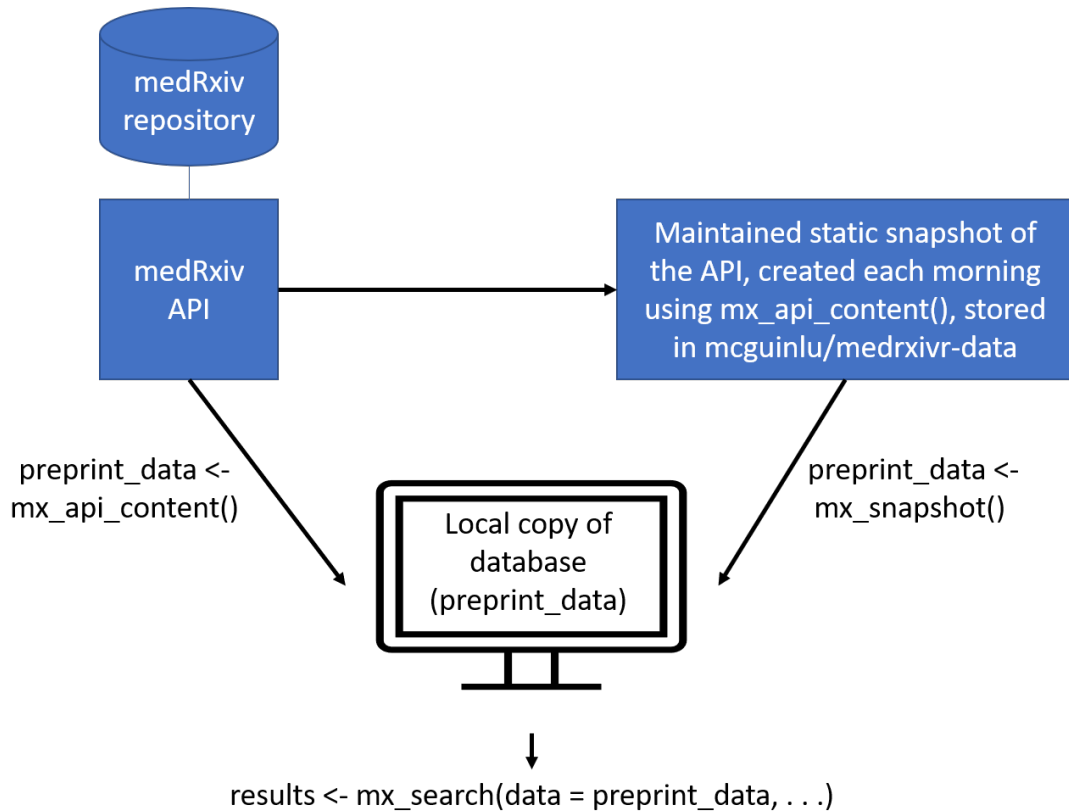 medRxiv
repository
medRxiv
API
Maintained static snapshot of
the API, created each morning
using mx_api_content(), stored
in mcguinlu/medrxivr-data
preprint_data <-
mx_api_content()
preprint_data <-
mx_snapshot()
Local copy of
database
(preprint_data)
results <- mx_search(data = preprint_data, . . .)